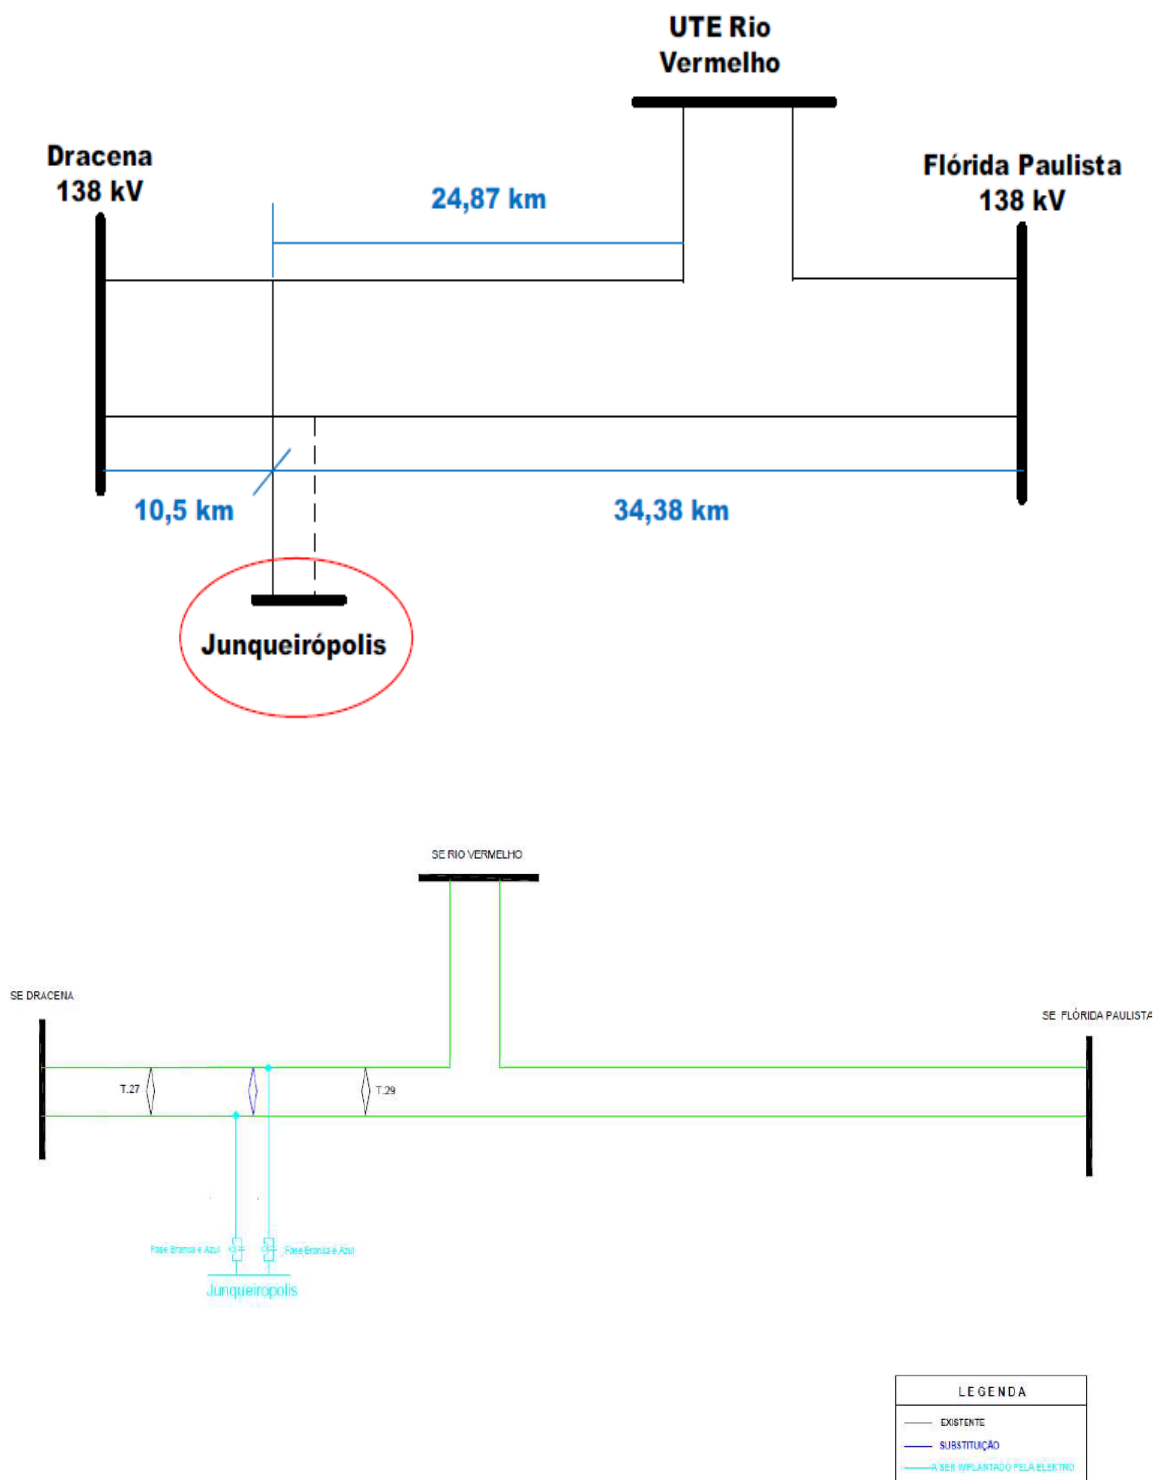 UTE Rio
Vermelho
Dracena
138 kV
Flórida Paulista
138 kV
24,87 km
10,5 km
34,38 km
Junqueirópolis
SE RIO VERMELHO
SE DRACENA
SE FLÓRIDA PAULISTA
T.27
T.29
Fase Branca e Azul
Fase Branca e Azul
Junqueiropolis
LEGENDA
EXISTENTE
SUBSTITUIÇÃO
A SER IMPLANTADO PELA ELEKTRO